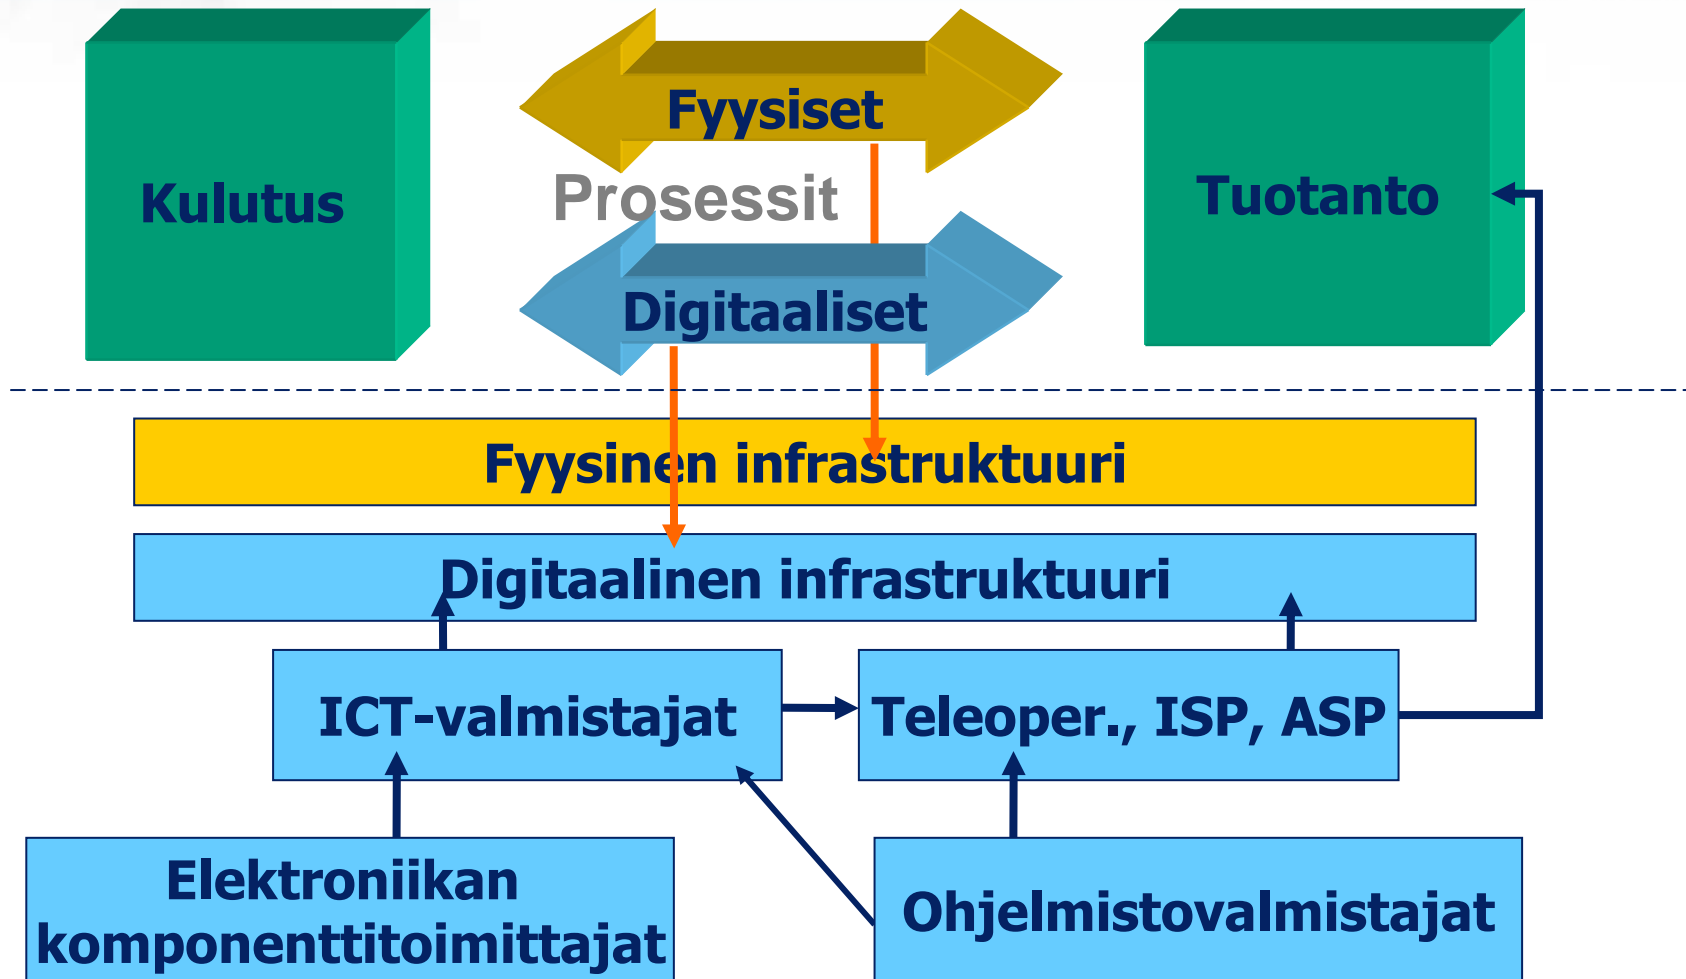 Fyysiset
Kulutus
Prosessit
Tuotanto
Digitaaliset
Fyysinen infrastruktuuri
Digitaalinen infrastruktuuri
ICT-valmistajat
Teleoper., ISP, ASP
Elektroniikan
komponenttitoimittajat
Ohjelmistovalmistajat